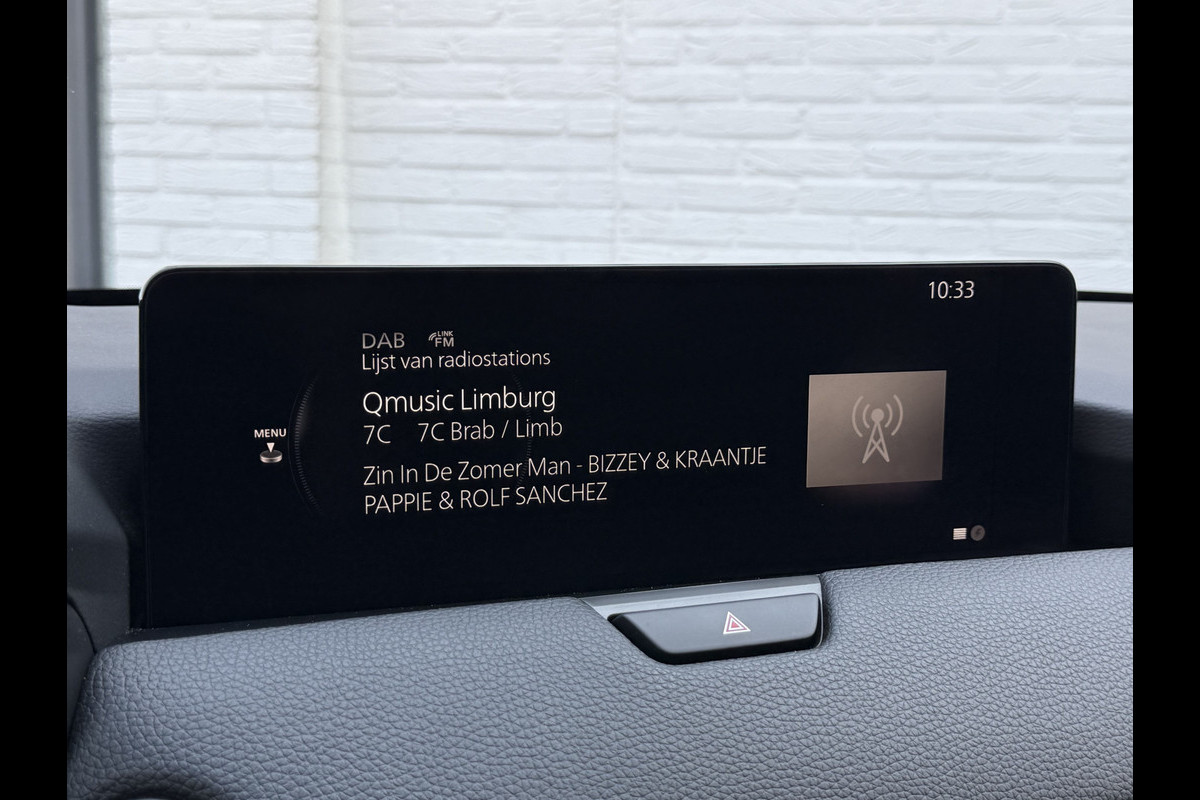 10:33
DAB LINK FM
Lijst van radiostations
Qmusic Limburg
7C 7C Brab / Limb
MENU
Zin In De Zomer Man - BIZZEY & KRAANTJE
PAPPIE & ROLF SANCHEZ